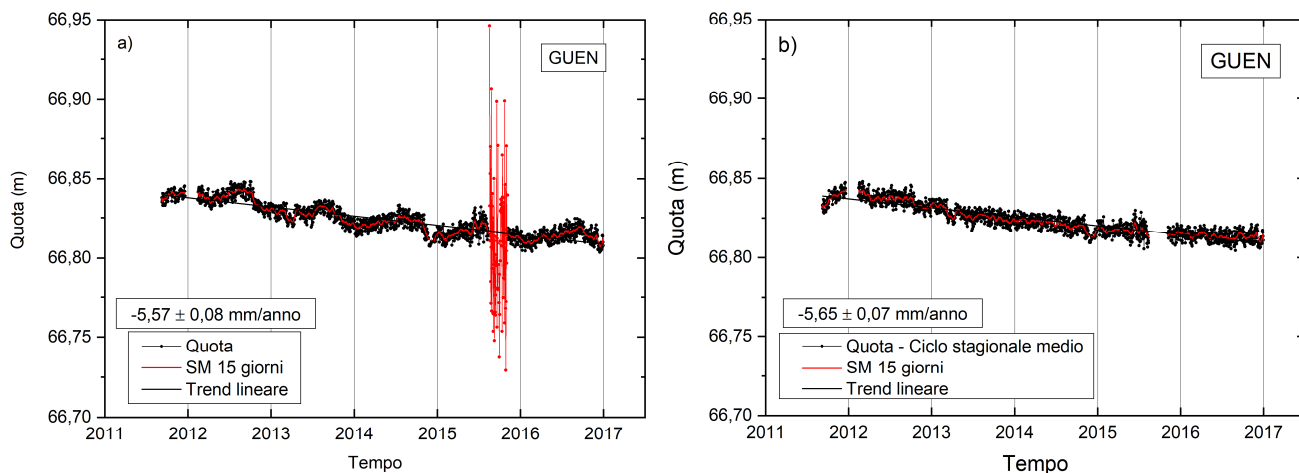 a)
GUEN
Quota (m)
66,95
66,90
66,85
66,80
66,75
66,70
-5,57 ± 0,08 mm/anno
Quota
SM 15 giorni
Trend lineare
2011 2012 2013 2014 2015 2016 2017
Tempo
b)
GUEN
Quota (m)
66,95
66,90
66,85
66,80
66,75
66,70
-5,65 ± 0,07 mm/anno
Quota - Ciclo stagionale medio
SM 15 giorni
Trend lineare
2011 2012 2013 2014 2015 2016 2017
Tempo